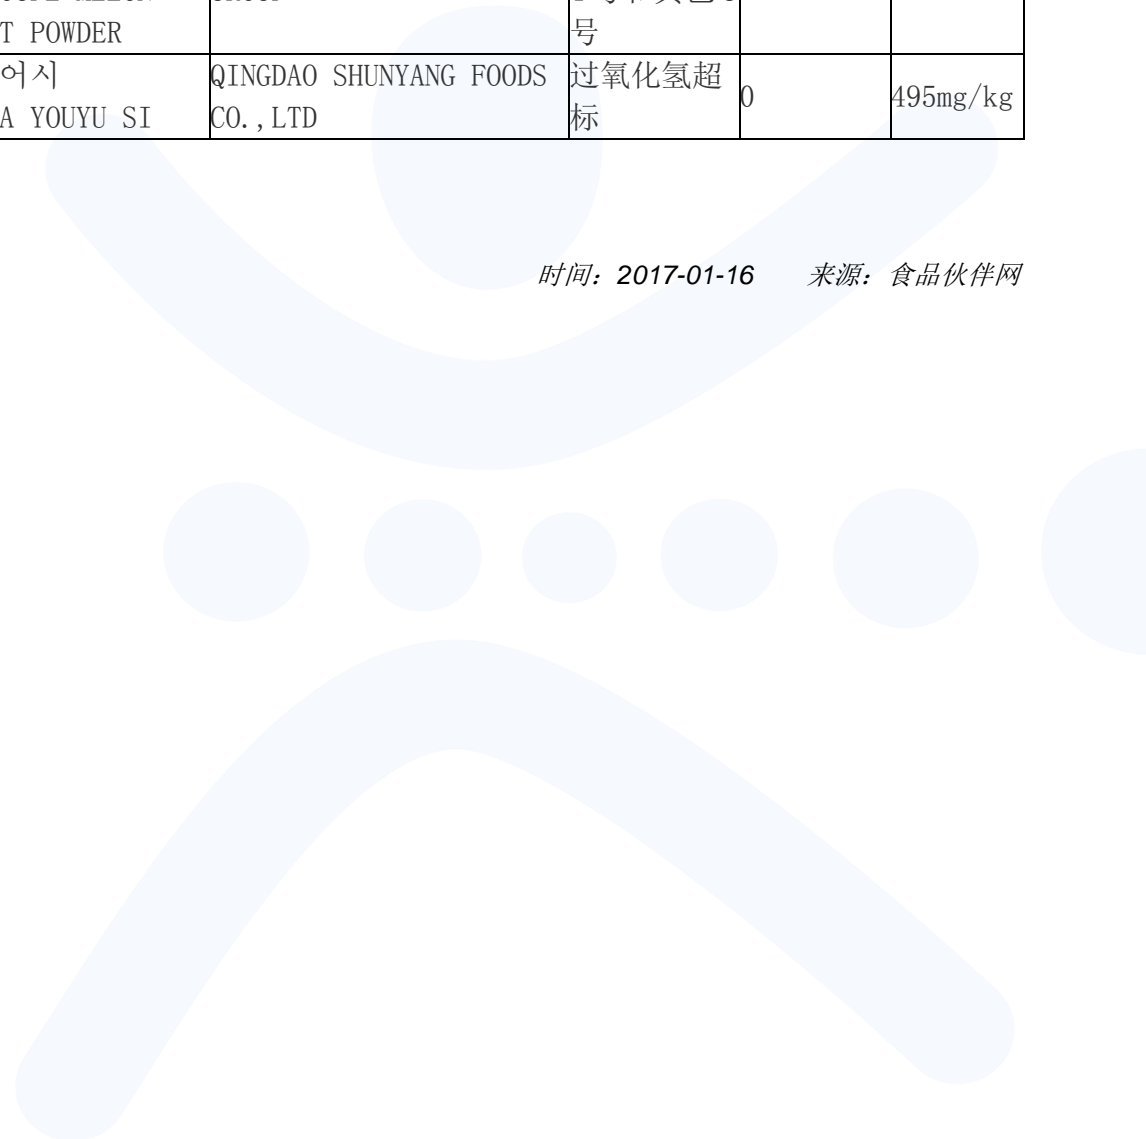 T POWDER
号
어시
A YOUYU SI
QINGDAO SHUNYANG FOODS
CO.,LTD
过氧化氢超
标
0
495mg/kg
时间：2017-01-16 来源：食品伙伴网